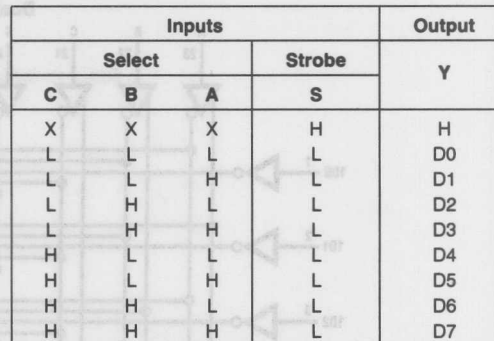 Inputs Output
Select Strobe Y
C B A S
X X X H H
L L L L D0
L L H L D1
L H L L D2
L H H L D3
H L L L D4
H L H L D5
H H L L D6
H H H L D7